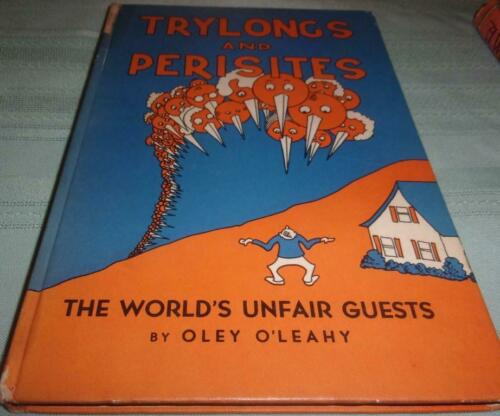 TRYLONGS
AND
PERISITES
THE WORLD'S UNFAIR GUESTS
BY OLEY O'LEAHY